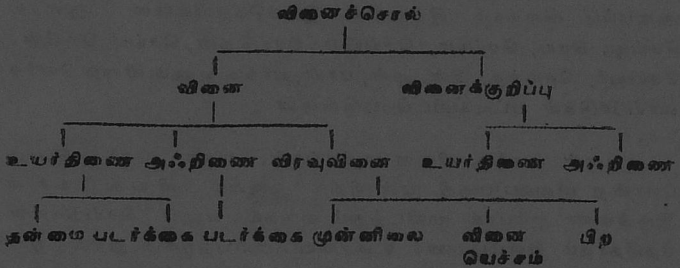 வினைச்சொல்
வினை வினைக்குறிப்பு
உயர்திணை அஃறிணை விரவுவினை உயர்திணை அஃறிணை
தன்மை படர்க்கை படர்க்கை முன்னிலை வினை பிற
யெச்சம்